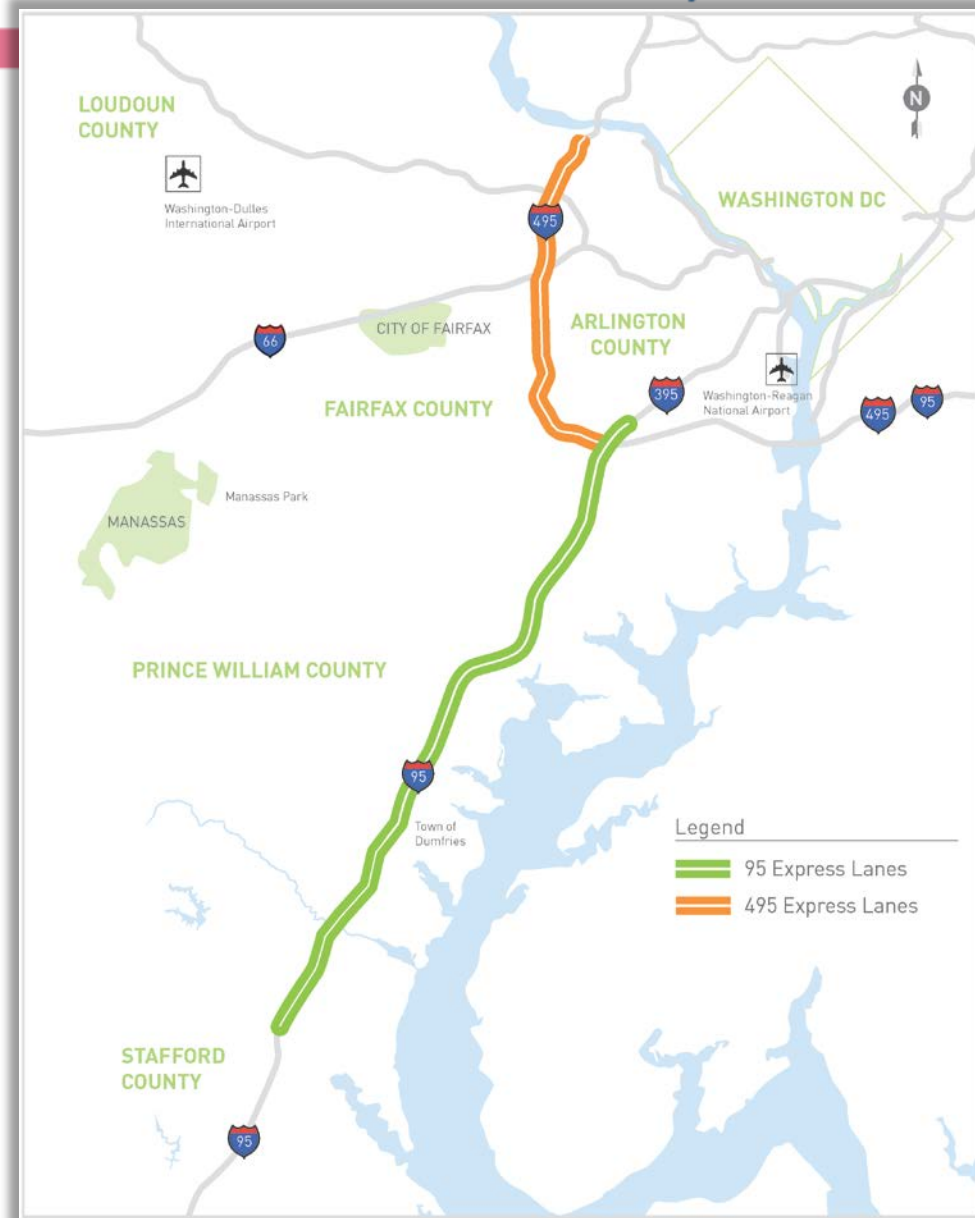 LOUDOUN
COUNTY
N
Washington-Dulles
International Airport
495
WASHINGTON DC
66
CITY OF FAIRFAX
ARLINGTON
COUNTY
FAIRFAX COUNTY
395
Washington-Reagan
National Airport
495
95
Manassas Park
MANASSAS
PRINCE WILLIAM COUNTY
95
Town of
Dumfries
Legend
95 Express Lanes
495 Express Lanes
STAFFORD
COUNTY
95